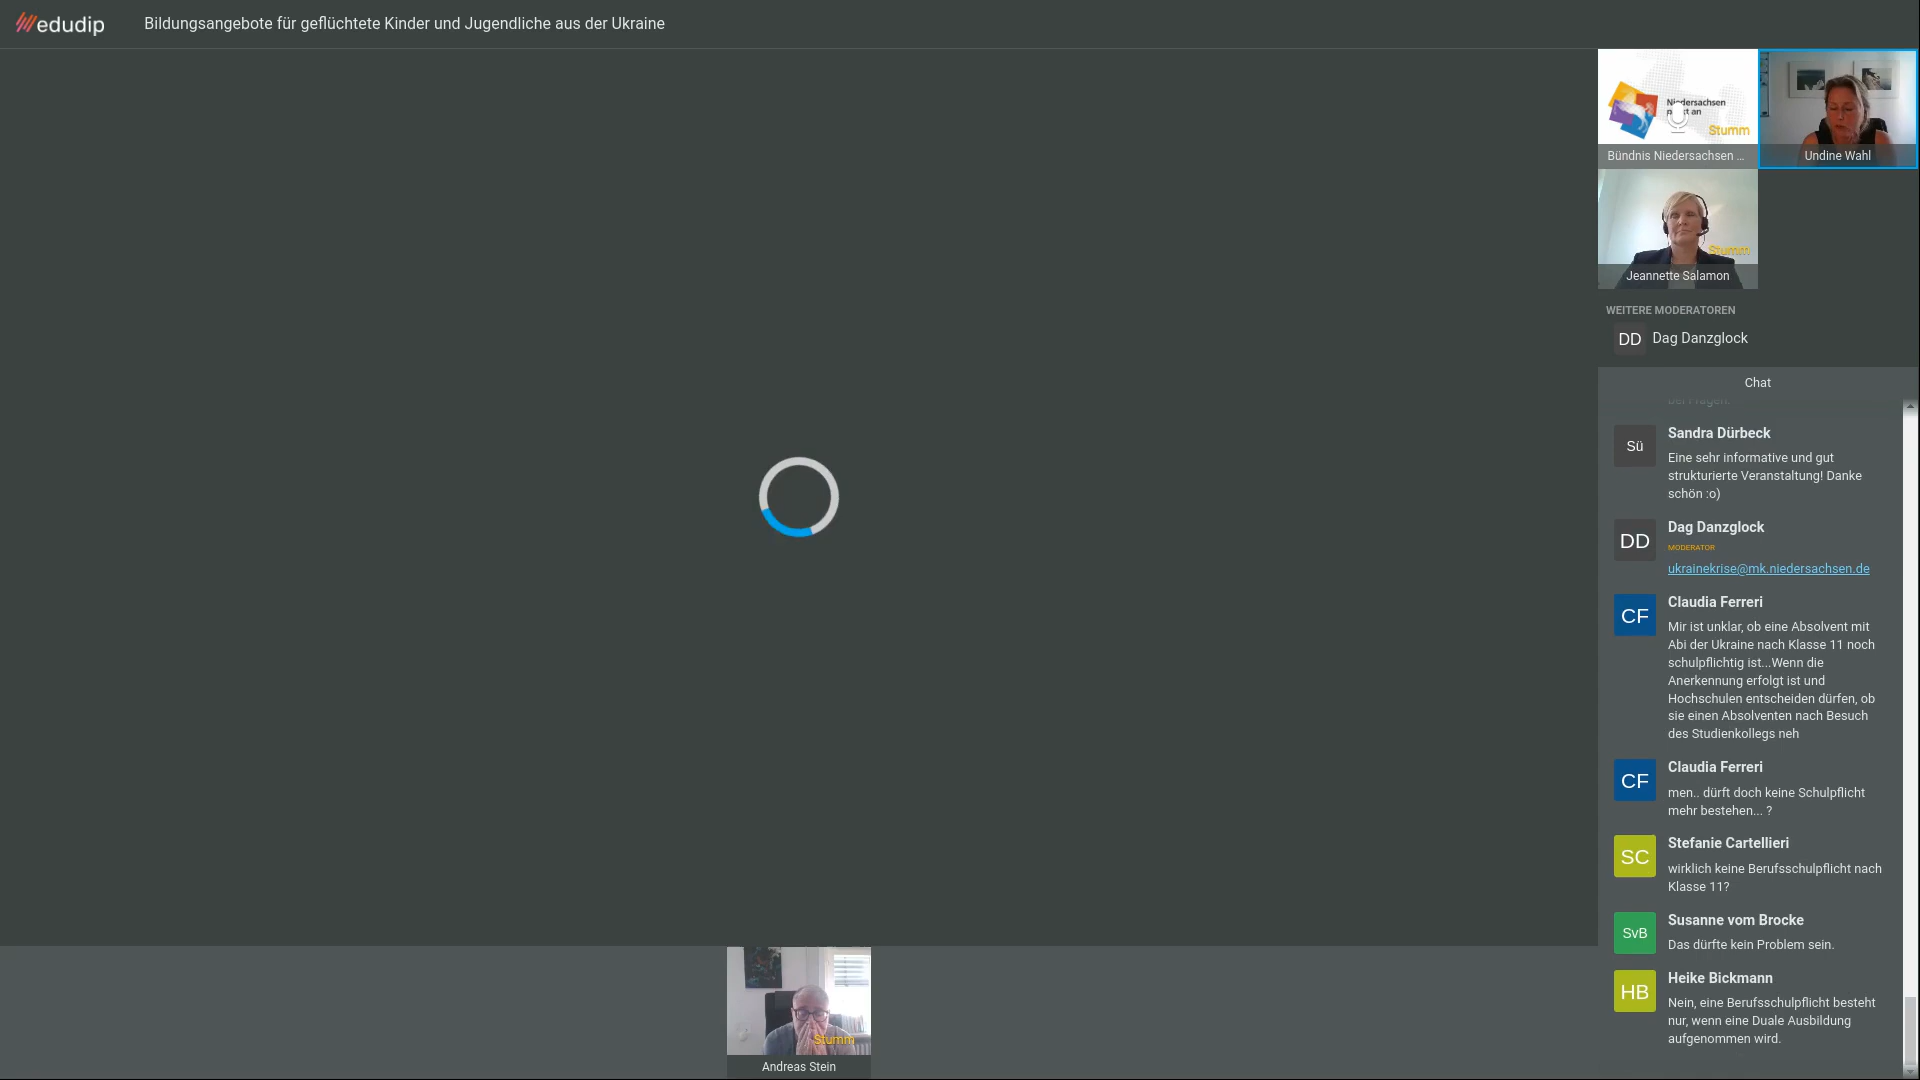 edudip
Bildungsangebote für geflüchtete Kinder und Jugendliche aus der Ukraine
Niedersachsen
Stumm
Bündnis Niedersachsen ...
Undine Wahl
Stumm
Jeannette Salamon
WEITERE MODERATOREN
DD Dag Danzglock
Chat
bei Fragen.
Sü
Sandra Dürbeck
Eine sehr informative und gut
strukturierte Veranstaltung! Danke
schön :o)
DD
Dag Danzglock
MODERATOR
ukrainekrise@mk.niedersachsen.de
CF
Claudia Ferreri
Mir ist unklar, ob eine Absolvent mit
Abi der Ukraine nach Klasse 11 noch
schulpflichtig ist...Wenn die
Anerkennung erfolgt ist und
Hochschulen entscheiden dürfen, ob
sie einen Absolventen nach Besuch
des Studienkollegs neh
CF
Claudia Ferreri
men.. dürft doch keine Schulpflicht
mehr bestehen... ?
SC
Stefanie Cartellieri
wirklich keine Berufsschulpflicht nach
Klasse 11?
SvB
Susanne vom Brocke
Das dürfte kein Problem sein.
HB
Heike Bickmann
Nein, eine Berufsschulpflicht besteht
nur, wenn eine Duale Ausbildung
aufgenommen wird.
Stumm
Andreas Stein